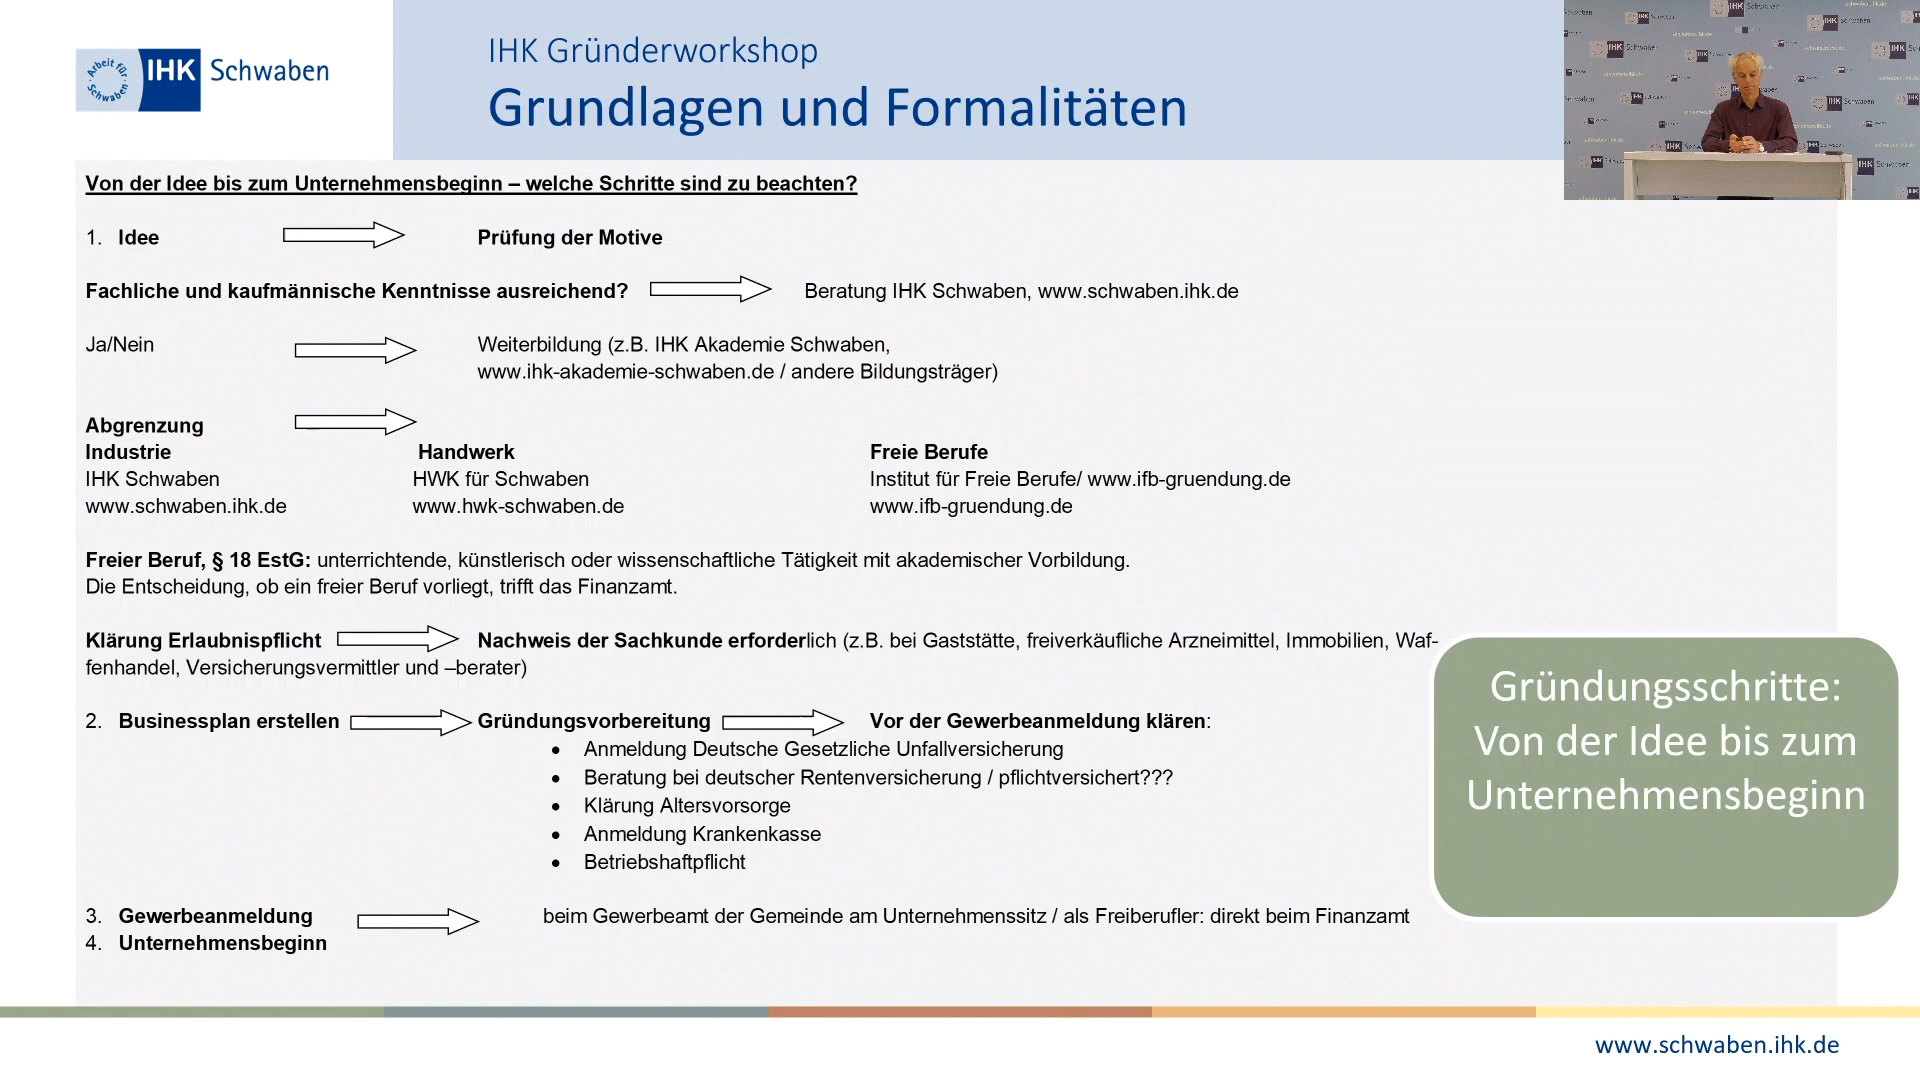 Arbeit für Schwaben
IHK Schwaben
IHK Gründerworkshop
Grundlagen und Formalitäten
Von der Idee bis zum Unternehmensbeginn – welche Schritte sind zu beachten?
1. Idee Prüfung der Motive
Fachliche und kaufmännische Kenntnisse ausreichend? Beratung IHK Schwaben, www.schwaben.ihk.de
Ja/Nein Weiterbildung (z.B. IHK Akademie Schwaben,
www.ihk-akademie-schwaben.de / andere Bildungsträger)
Abgrenzung
Industrie Handwerk Freie Berufe
IHK Schwaben HWK für Schwaben Institut für Freie Berufe/ www.ifb-gruendung.de
www.schwaben.ihk.de www.hwk-schwaben.de www.ifb-gruendung.de
Freier Beruf, § 18 EstG: unterrichtende, künstlerisch oder wissenschaftliche Tätigkeit mit akademischer Vorbildung.
Die Entscheidung, ob ein freier Beruf vorliegt, trifft das Finanzamt.
Klärung Erlaubnispflicht Nachweis der Sachkunde erforderlich (z.B. bei Gaststätte, freiverkäufliche Arzneimittel, Immobilien, Waf-
fenhandel, Versicherungsvermittler und –berater)
2. Businessplan erstellen Gründungsvorbereitung Vor der Gewerbeanmeldung klären:
• Anmeldung Deutsche Gesetzliche Unfallversicherung
• Beratung bei deutscher Rentenversicherung / pflichtversichert???
• Klärung Altersvorsorge
• Anmeldung Krankenkasse
• Betriebshaftpflicht
3. Gewerbeanmeldung beim Gewerbeamt der Gemeinde am Unternehmenssitz / als Freiberufler: direkt beim Finanzamt
4. Unternehmensbeginn
Gründungsschritte:
Von der Idee bis zum
Unternehmensbeginn
www.schwaben.ihk.de